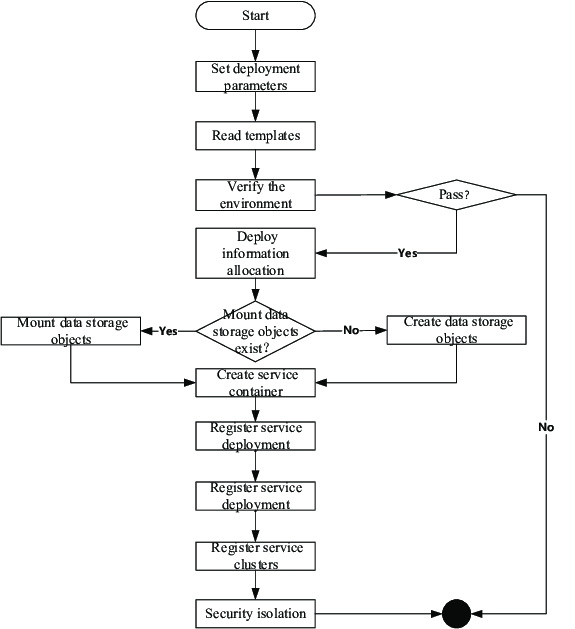 Start
Set deployment
parameters
Read templates
Verify the
environment
Pass?
Deploy
information
allocation
Yes
Mount data
storage objects
exist?
Mount data storage
objects
Yes
No
Create data storage
objects
Create service
container
Register service
deployment
No
Register service
deployment
Register service
clusters
Security isolation